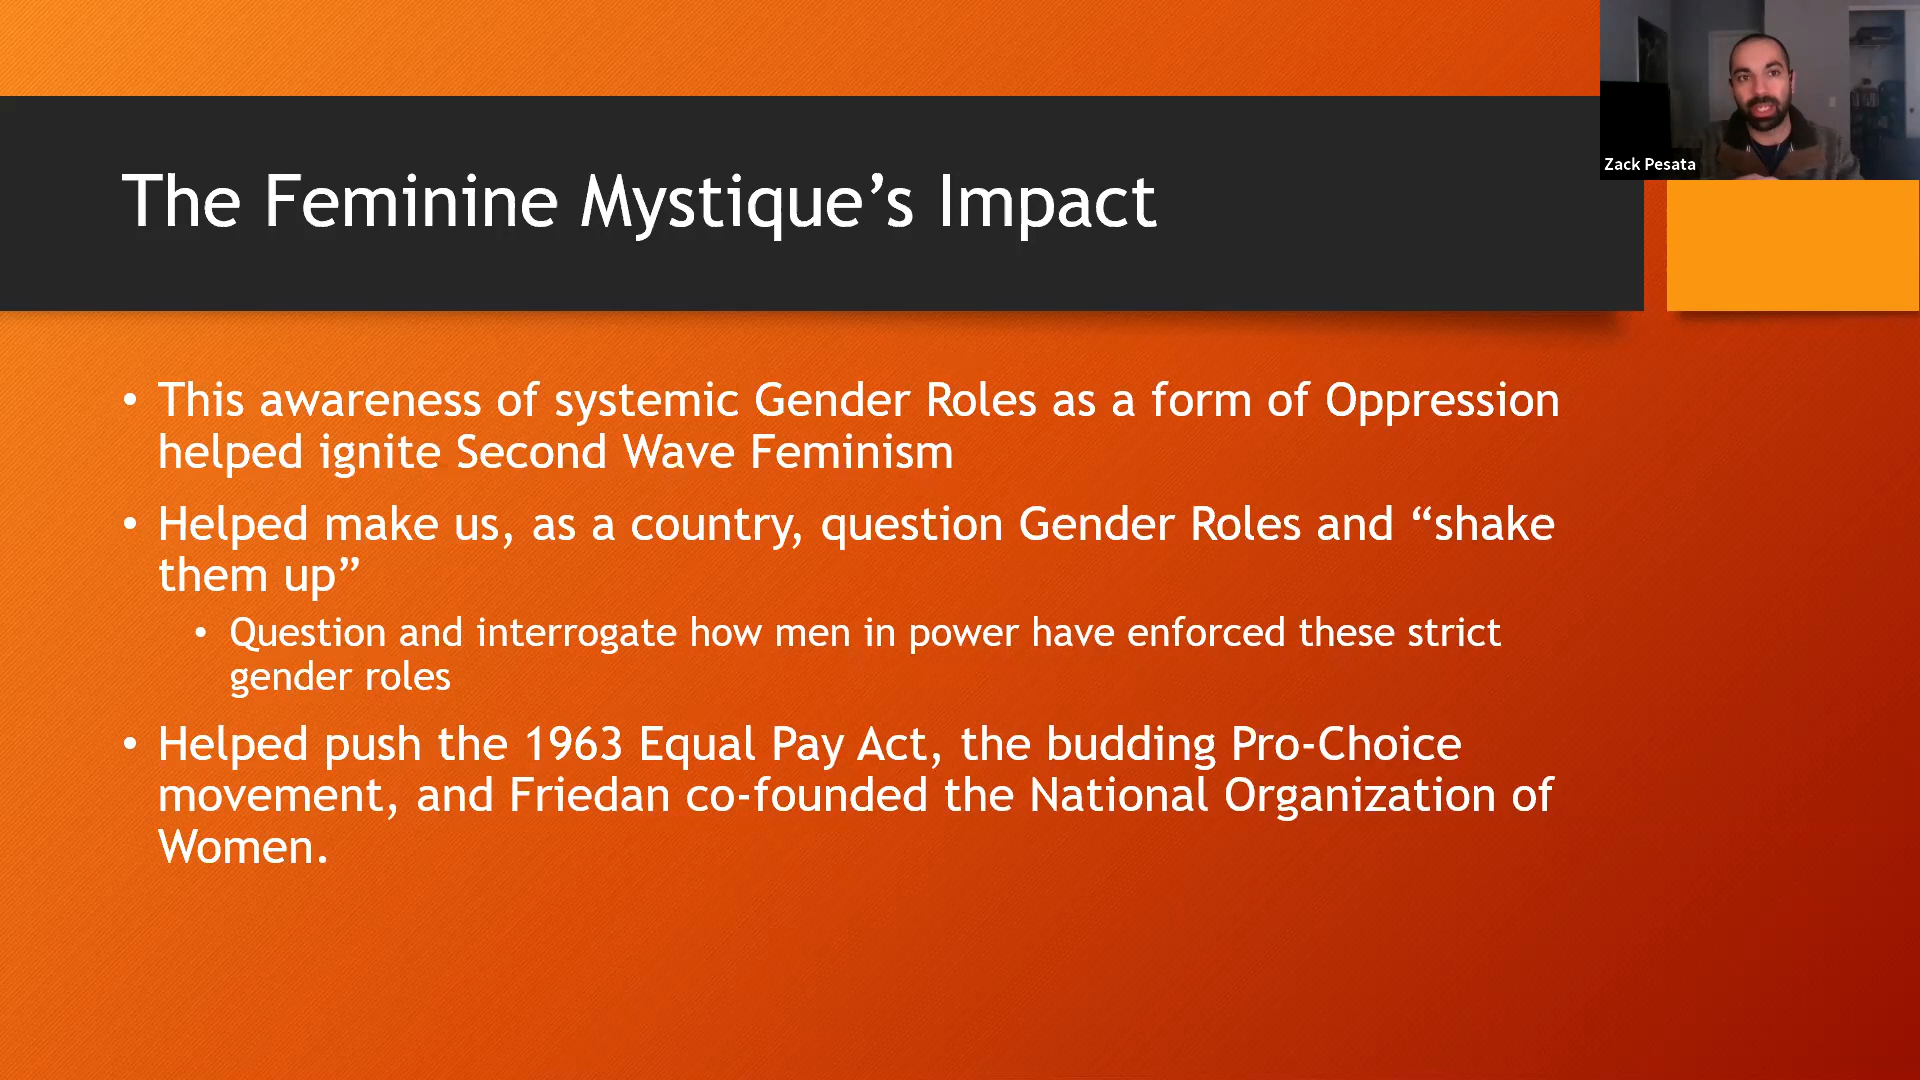 Zack Pesata
The Feminine Mystique’s Impact
• This awareness of systemic Gender Roles as a form of Oppression
helped ignite Second Wave Feminism
• Helped make us, as a country, question Gender Roles and “shake
them up”
• Question and interrogate how men in power have enforced these strict
gender roles
• Helped push the 1963 Equal Pay Act, the budding Pro-Choice
movement, and Friedan co-founded the National Organization of
Women.